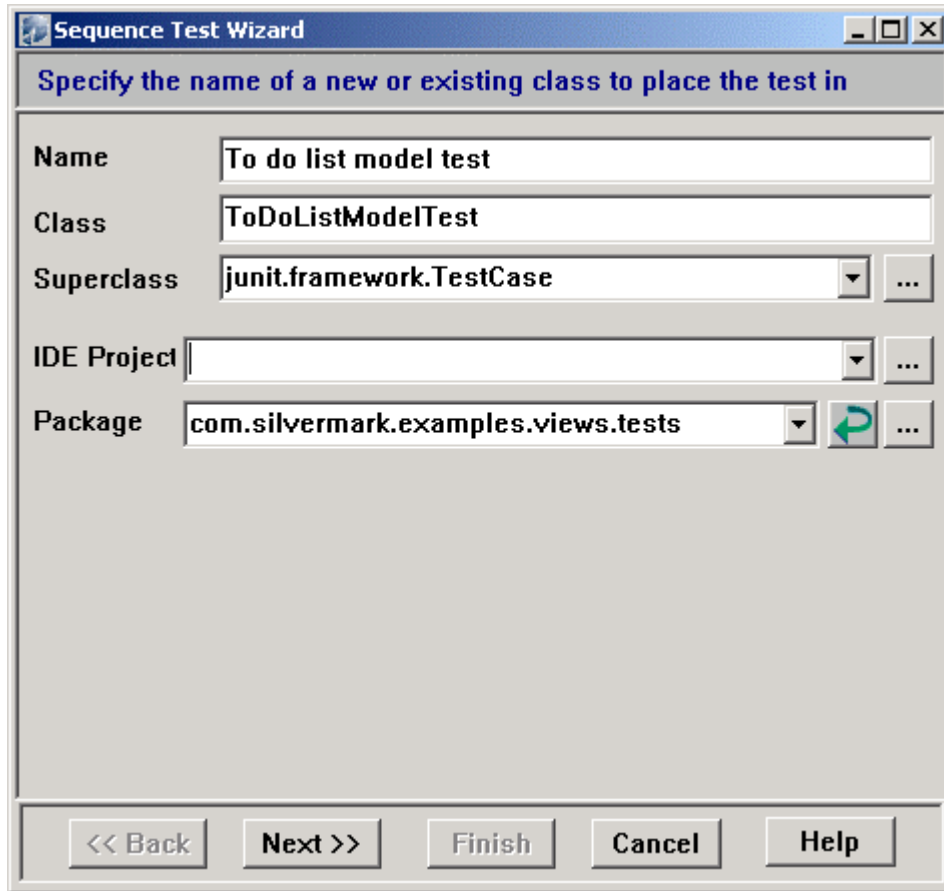 Sequence Test Wizard
Specify the name of a new or existing class to place the test in
Name To do list model test
Class ToDoListModelTest
Superclass junit.framework.TestCase ...
IDE Project ...
Package com.silvermark.examples.views.tests ...
<< Back Next >> Finish Cancel Help